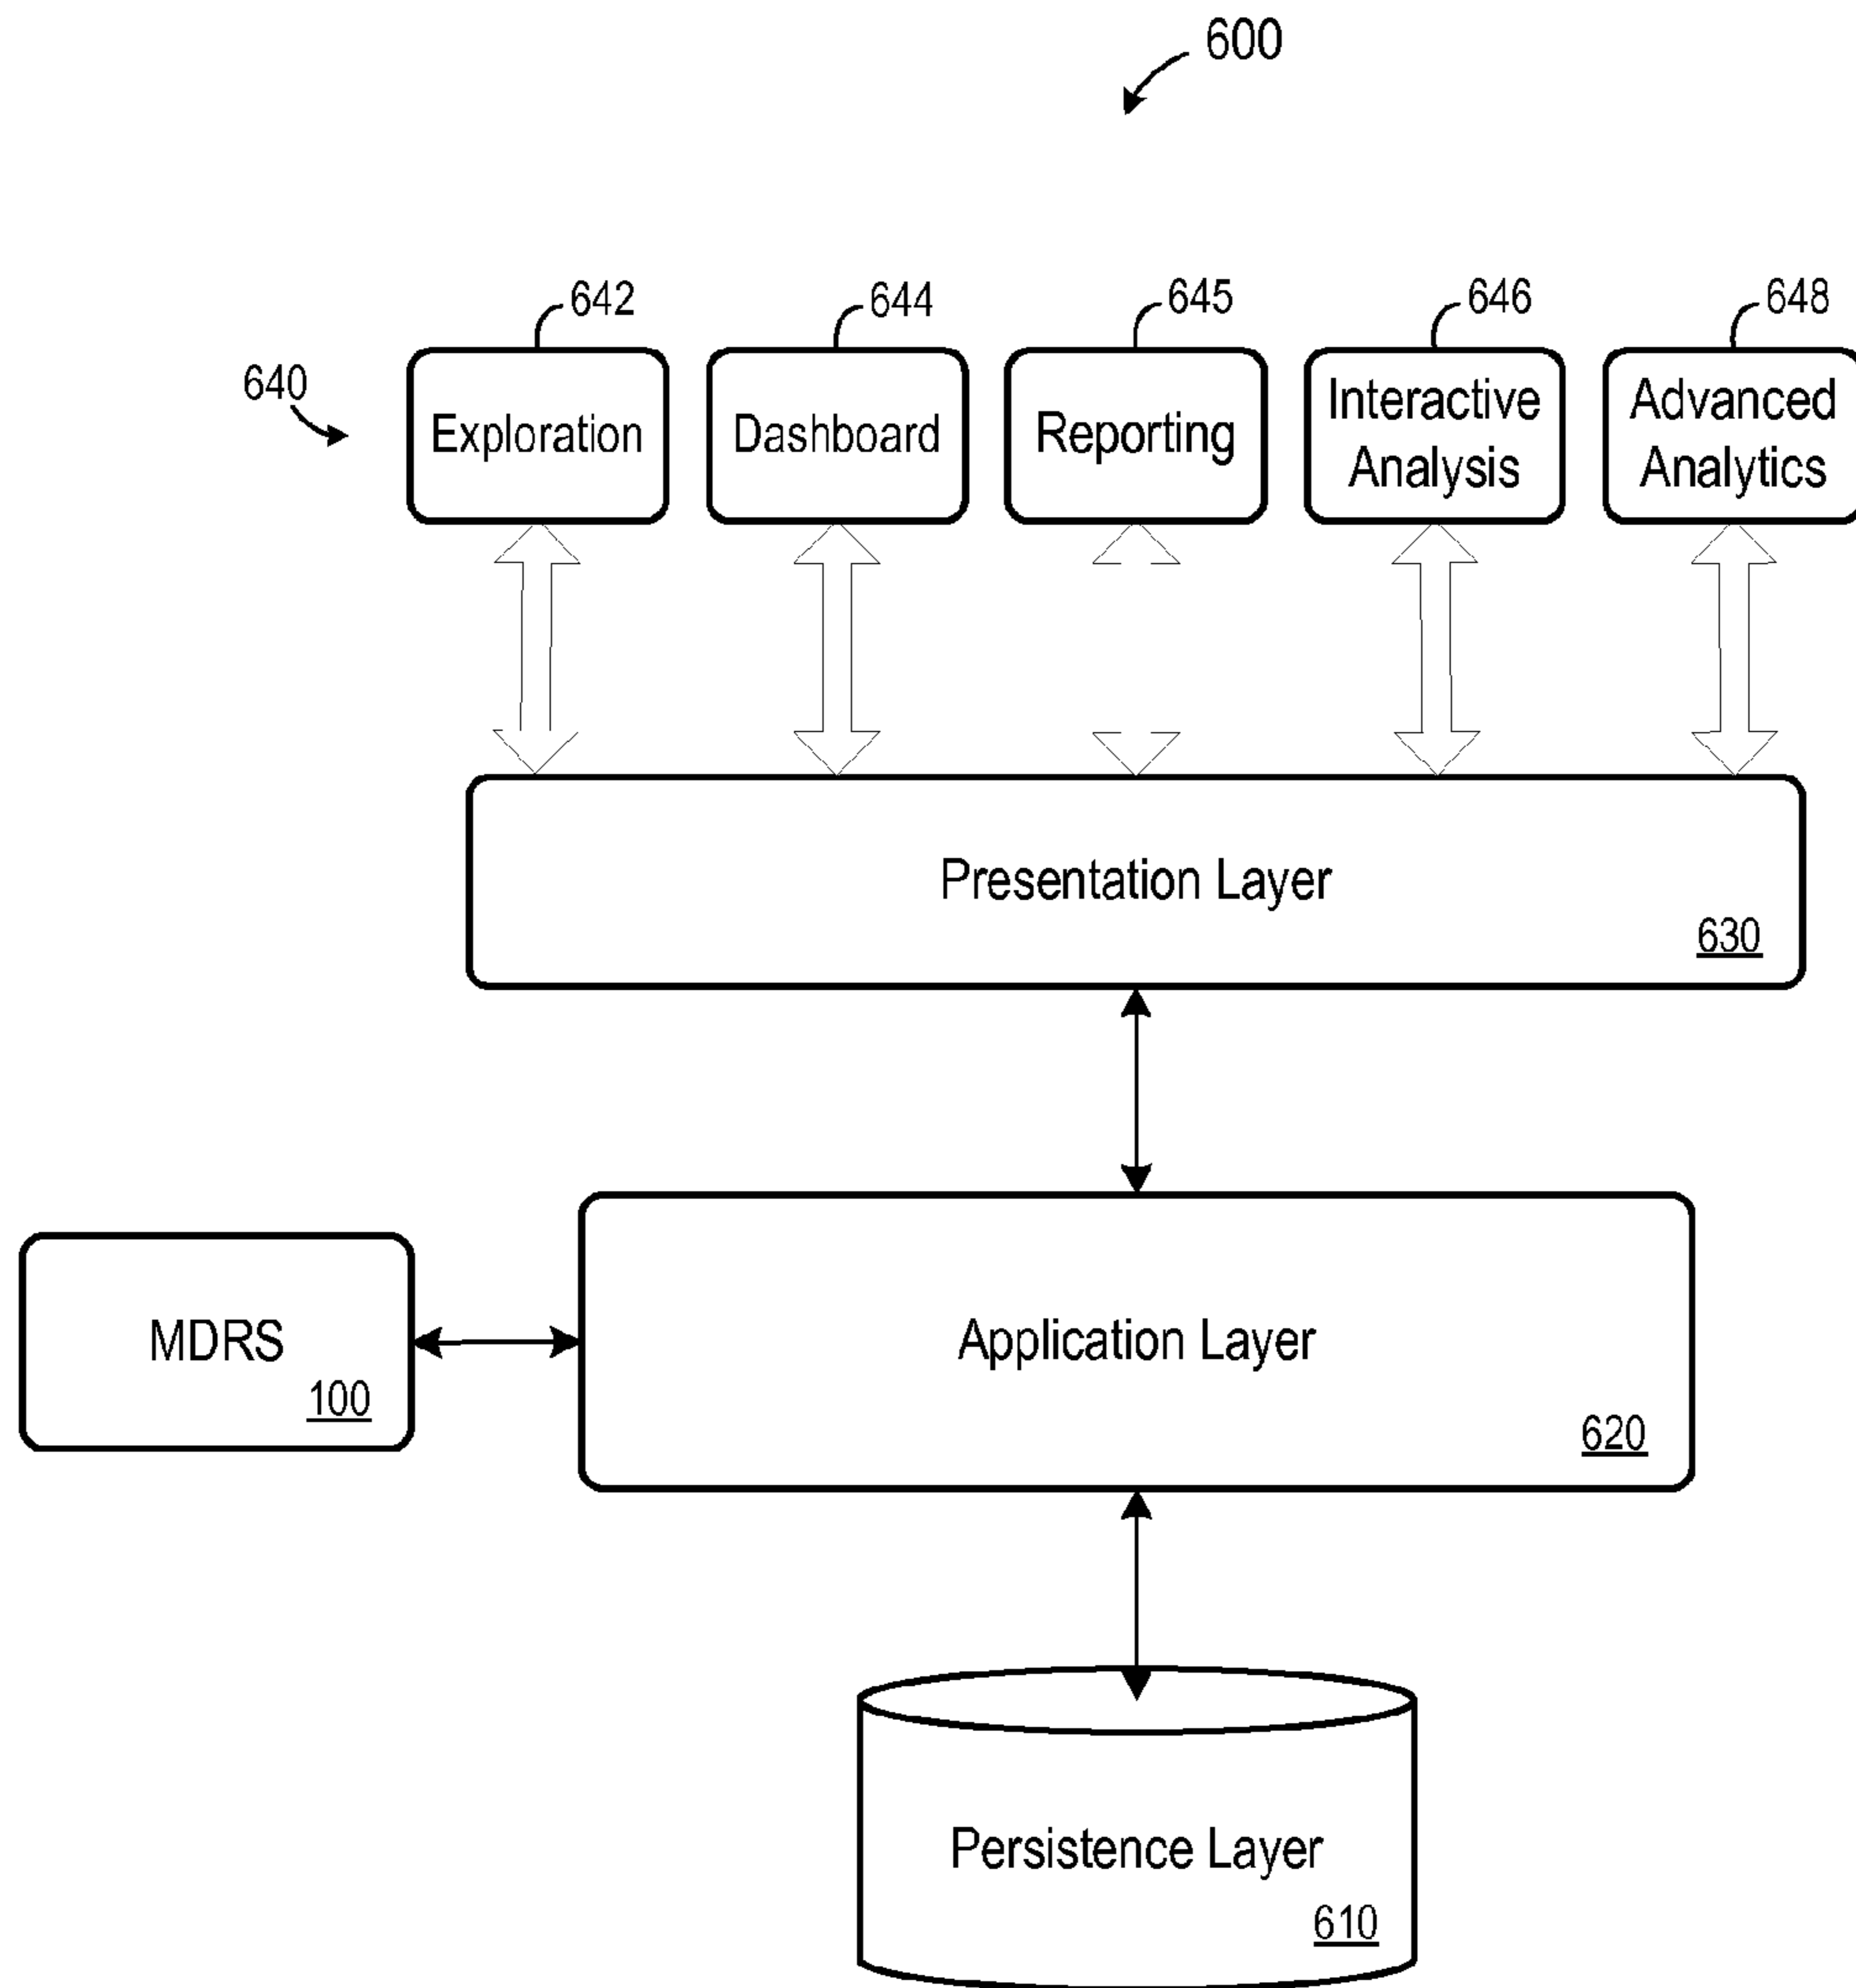 600
642
644
645
646
648
640
Exploration
Dashboard
Reporting
Interactive
Analysis
Advanced
Analytics
Presentation Layer
630
MDRS
100
Application Layer
620
Persistence Layer
610